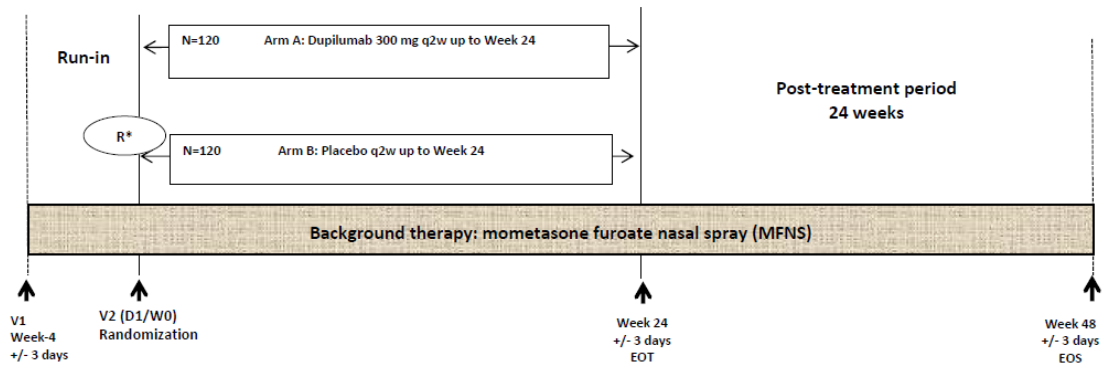 N=120 Arm A: Dupilumab 300 mg q2w up to Week 24
Run-in
Post-treatment period
24 weeks
R*
N=120 Arm B: Placebo q2w up to Week 24
Background therapy: mometasone furoate nasal spray (MFNS)
V1
Week-4
+/- 3 days
V2 (D1/W0)
Randomization
Week 24
+/- 3 days
EOT
Week 48
+/- 3 days
EOS